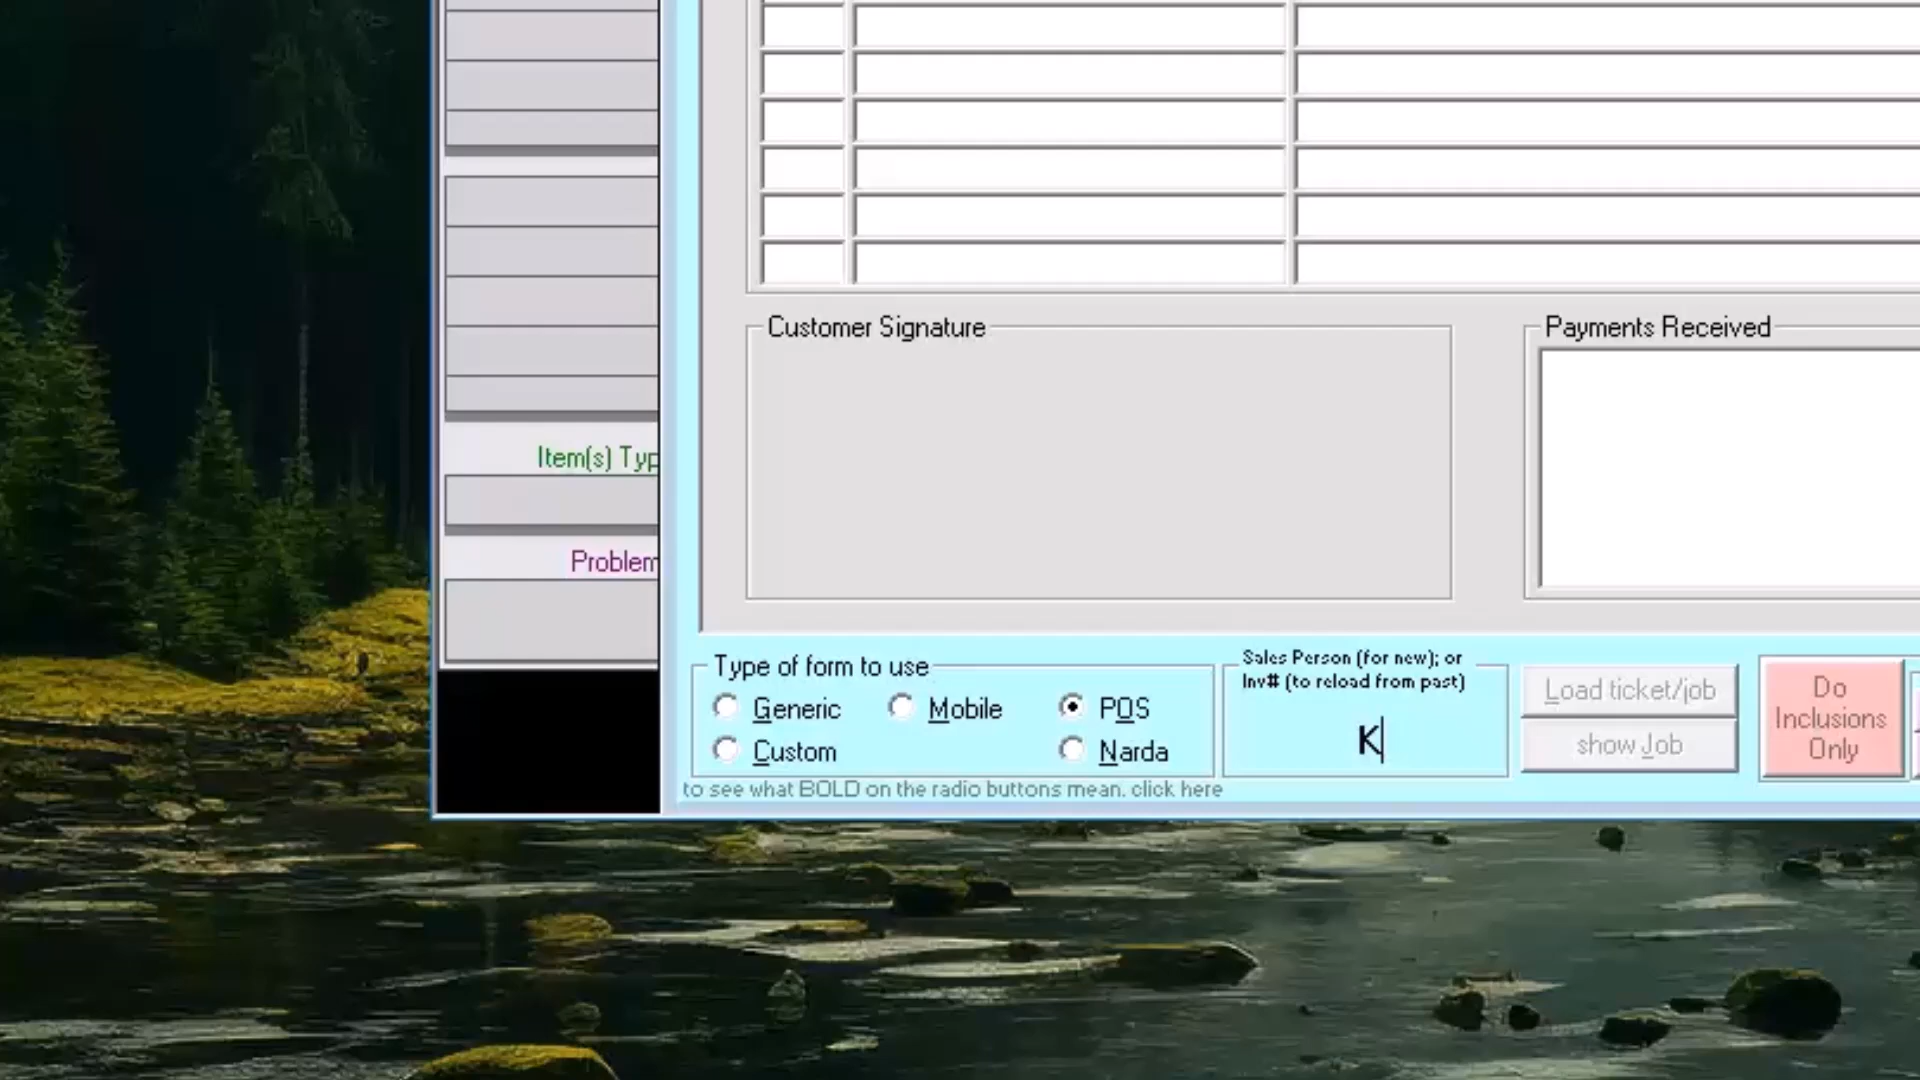 Customer Signature
Payments Received
Item(s) Typ
Problem
Type of form to use
Generic
Mobile
POS
Custom
Narda
Sales Person (for new); or
Inv# (to reload from past)
K
Load ticket/job
show Job
Do
Inclusions
Only
to see what BOLD on the radio buttons mean, click here